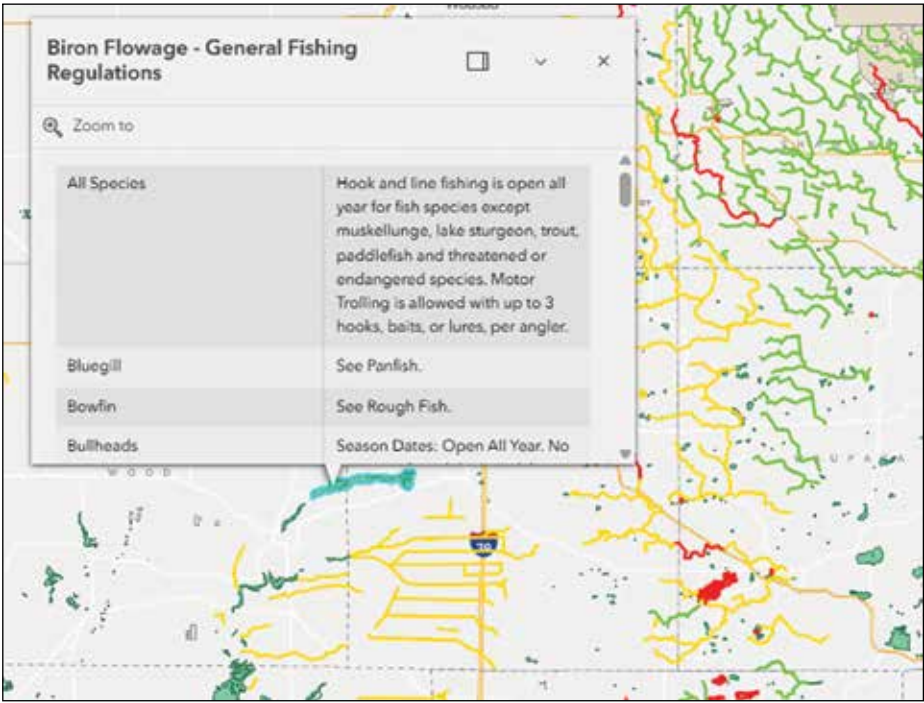 Biron Flowage - General Fishing
Regulations
Zoom to
All Species
Hook and line fishing is open all
year for fish species except
muskellunge, lake sturgeon, trout,
paddlefish and threatened or
endangered species. Motor
Trolling is allowed with up to 3
hooks, baits, or lures, per angler.
Bluegill
See Panfish.
Bowfin
See Rough Fish.
Bullheads
Season Dates: Open All Year. No
WOOD